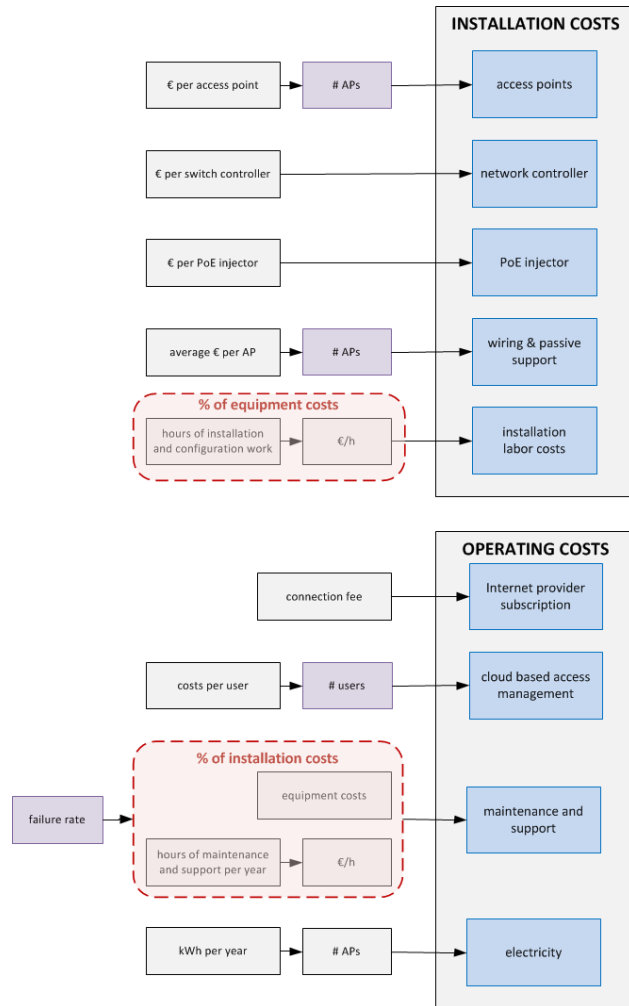 INSTALLATION COSTS
€ per access point
# APs
access points
€ per switch controller
network controller
€ per PoE injector
PoE injector
average € per AP
# APs
wiring & passive
support
% of equipment costs
hours of installation
and configuration work
€/h
installation
labor costs
OPERATING COSTS
connection fee
Internet provider
subscription
costs per user
# users
cloud based access
management
% of installation costs
equipment costs
failure rate
maintenance and
support
hours of maintenance
and support per year
€/h
kWh per year
# APs
electricity